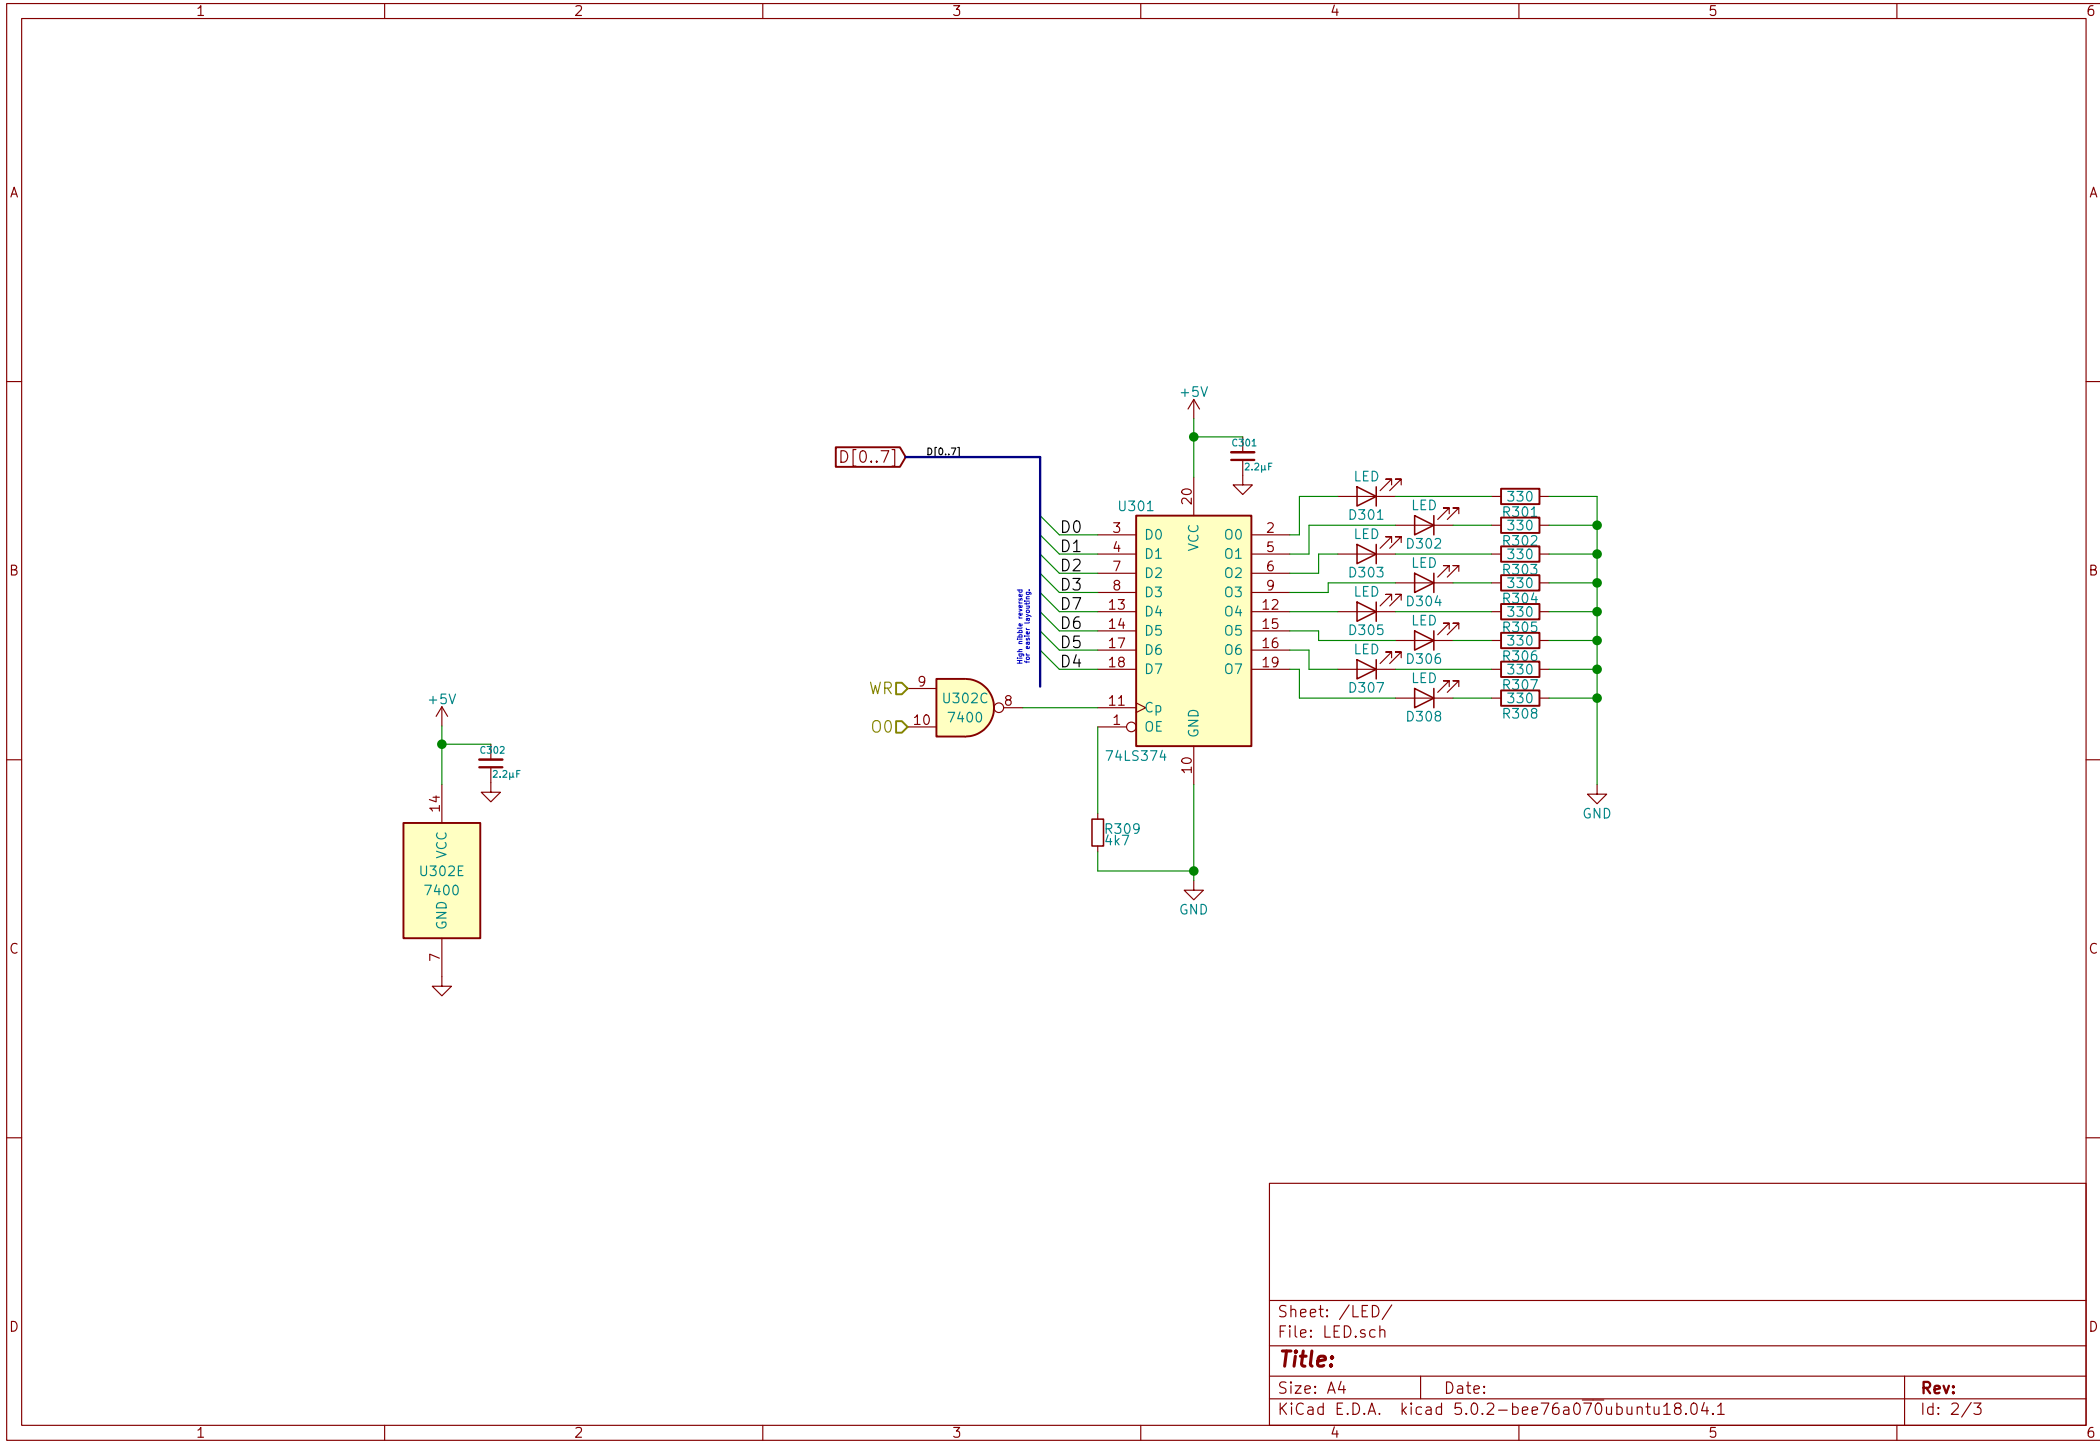 1 2 3 4 5 6
A A
+5V
C301
D[0..7] D[0..7]
2.2µF
LED
20
330
U301
D301
LED
R301
VCC
D0 3 D0 O0 2
330
D1 4 D1 O1 5
LED
D302
R302
330
D2 7 D2 O2 6
D303
LED
R303
B B
D3 8 D3 O3 9
330
LED
D304
R304
D7 13 D4 O4 12
330
High nibble reversed
for easier layouting.
D305
LED
R305
D6 14 D5 O5 15
330
D5 17 D6 O6 16
LED
D306
R306
D4 18 D7 O7 19
330
D307
LED
R307
WR 9
U302C 8
330
11 Cp
7400
D308
R308
O0 10
1 OE
GND
+5V
74LS374
10
C302
2.2µF
14
GND
R309
4k7
VCC
U302E
7400
GND
GND
C C
7
Sheet: /LED/
File: LED.sch
D D
Title:
Size: A4 Date: Rev:
KiCad E.D.A. kicad 5.0.2-bee76a070ubuntu18.04.1 Id: 2/3
1 2 3 4 5 6